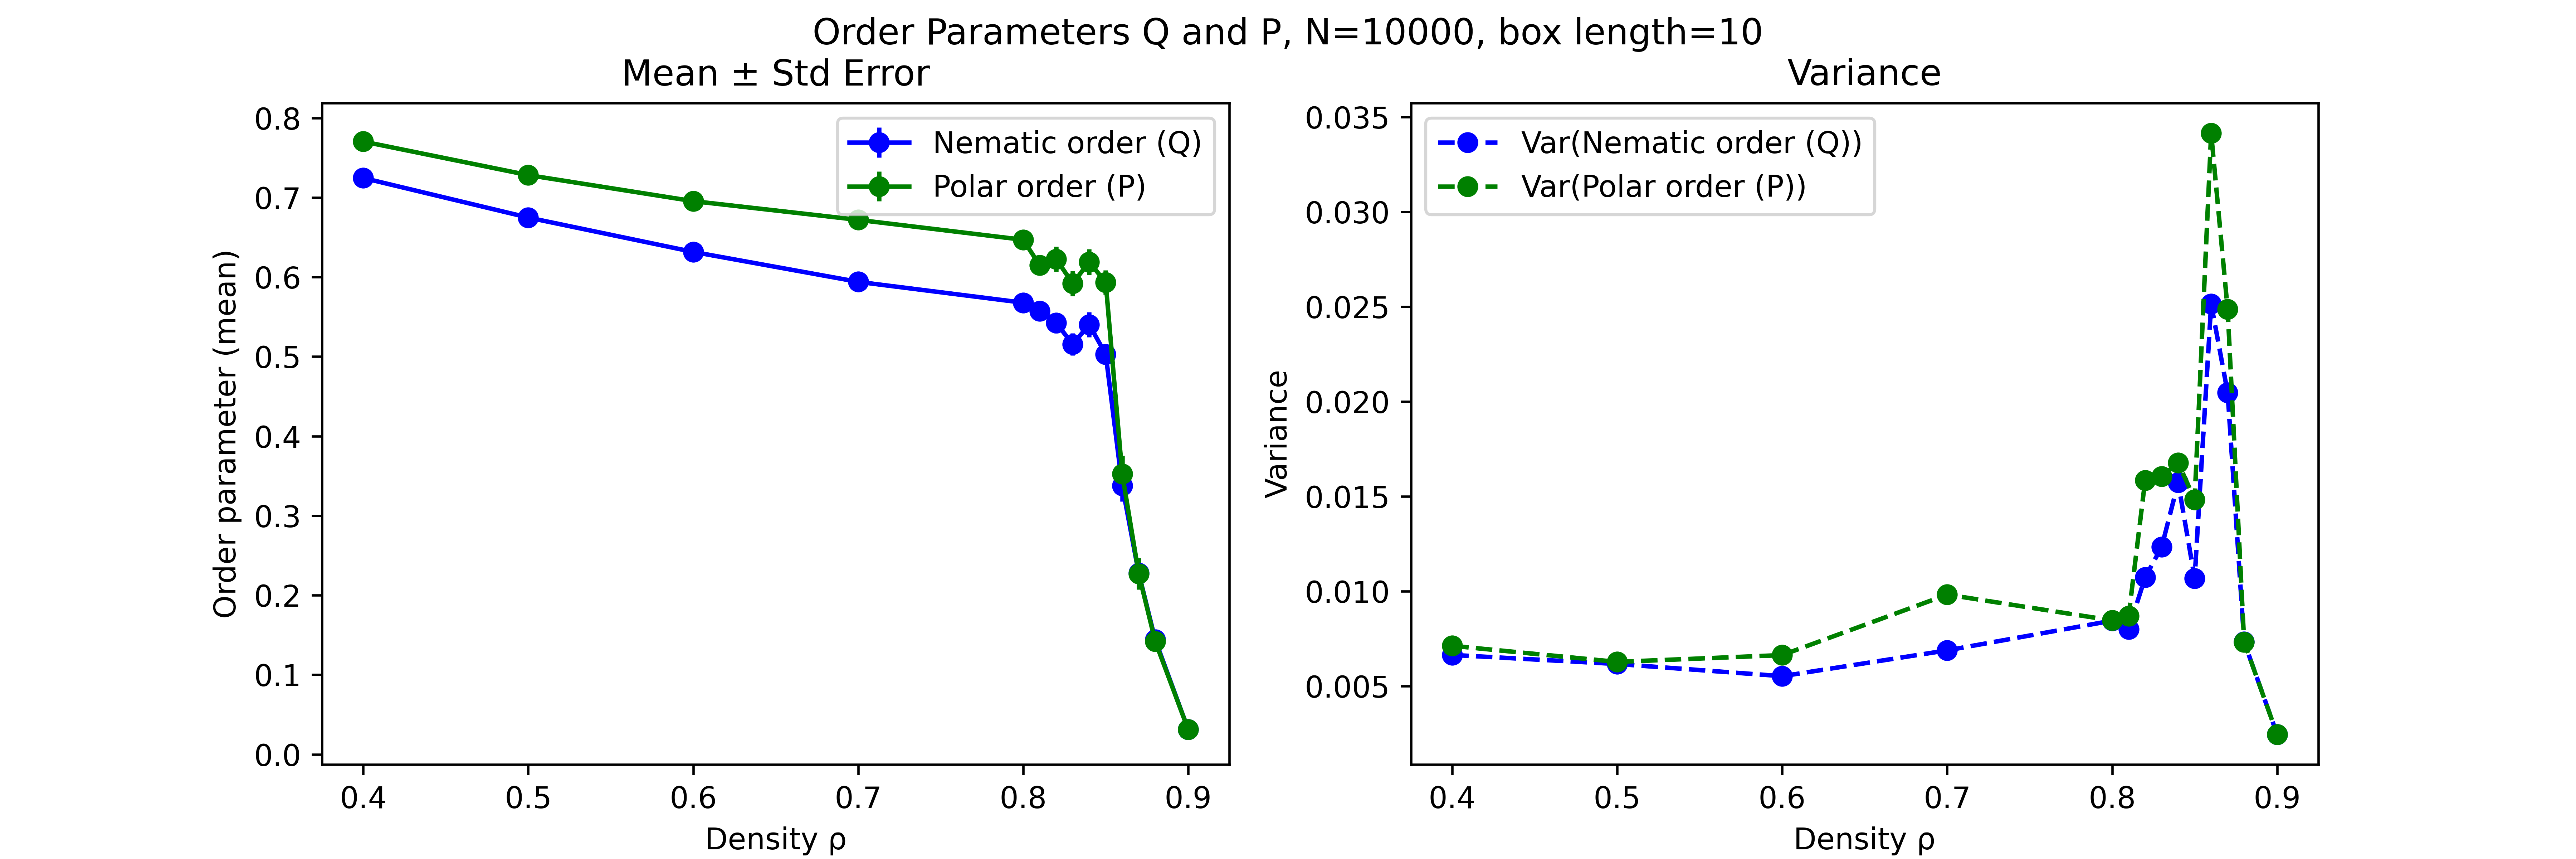 Order Parameters Q and P, N=10000, box length=10
Mean ± Std Error
Order parameter (mean)
0.8
0.7
0.6
0.5
0.4
0.3
0.2
0.1
0.0
Nematic order (Q)
Polar order (P)
0.4 0.5 0.6 0.7 0.8 0.9
Density ρ
Variance
Variance
0.035
0.030
0.025
0.020
0.015
0.010
0.005
Var(Nematic order (Q))
Var(Polar order (P))
0.4 0.5 0.6 0.7 0.8 0.9
Density ρ